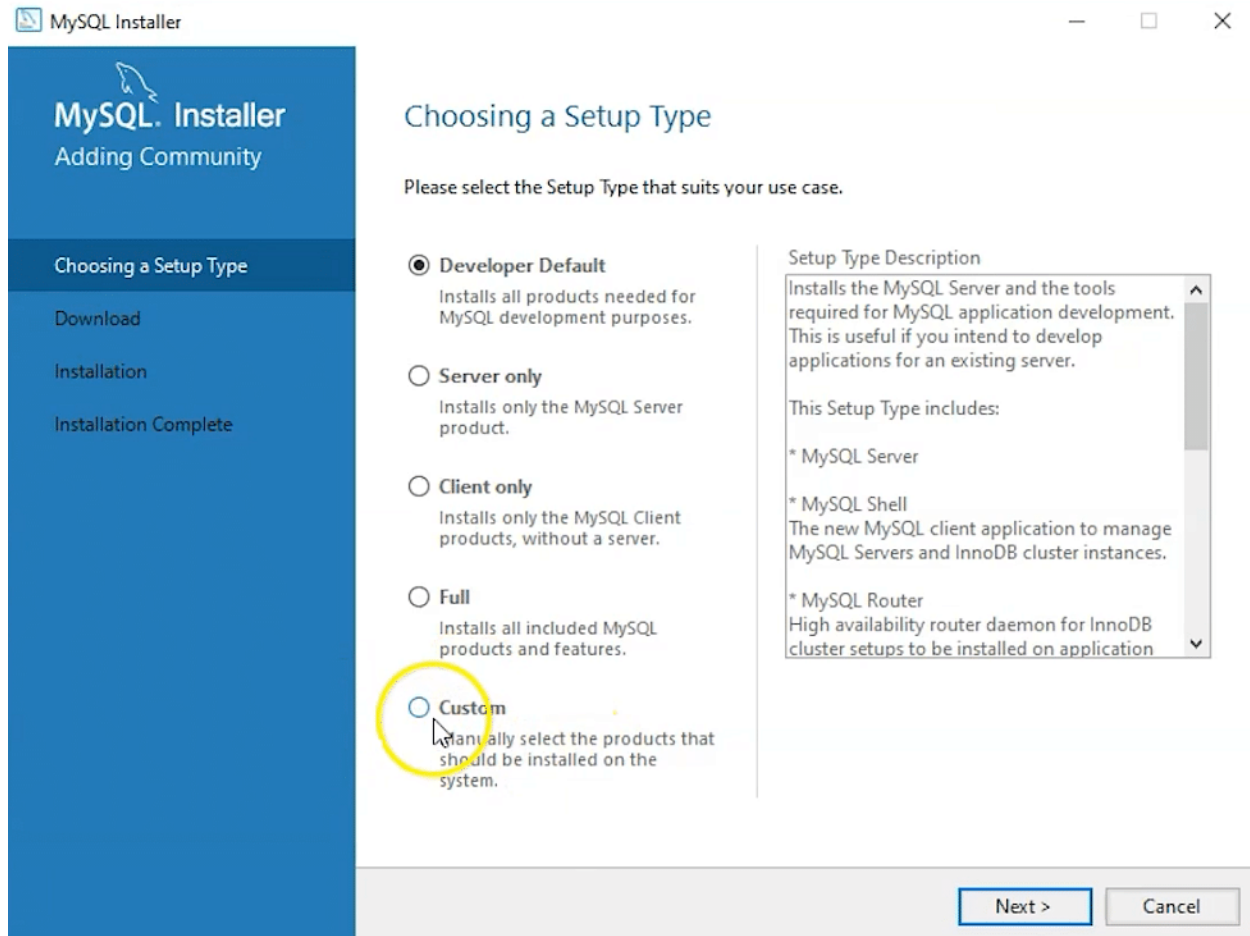 MySQL Installer
MySQL. Installer
Adding Community
Choosing a Setup Type
Download
Installation
Installation Complete
Choosing a Setup Type
Please select the Setup Type that suits your use case.
Developer Default
Installs all products needed for
MySQL development purposes.
Server only
Installs only the MySQL Server
product.
Client only
Installs only the MySQL Client
products, without a server.
Full
Installs all included MySQL
products and features.
Custom
Manually select the products that
should be installed on the
system.
Setup Type Description
Installs the MySQL Server and the tools
required for MySQL application development.
This is useful if you intend to develop
applications for an existing server.
This Setup Type includes:
* MySQL Server
* MySQL Shell
The new MySQL client application to manage
MySQL Servers and InnoDB cluster instances.
* MySQL Router
High availability router daemon for InnoDB
cluster setups to be installed on application
Next >
Cancel